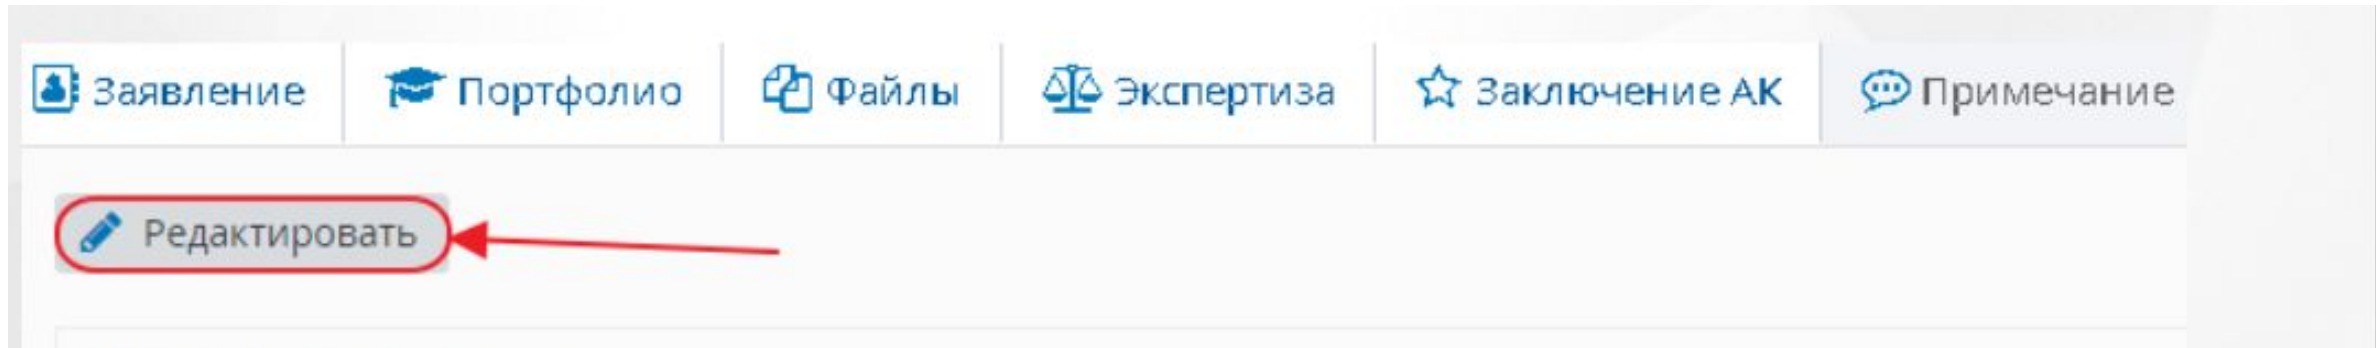 Заявление Портфолио Файлы Экспертиза Заключение АК Примечание
Редактировать